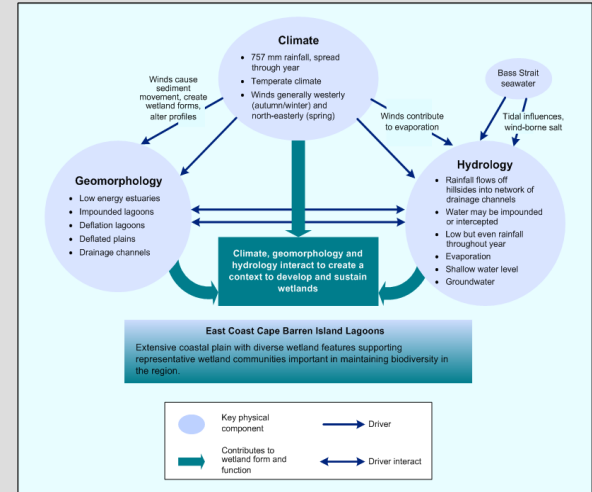 Climate
• 757 mm rainfall, spread
through year
• Temperate climate
• Winds generally westerly
(autumn/winter) and
north-easterly (spring)
Winds cause
sediment
movement, create
wetland forms,
alter profiles
Winds contribute
to evaporation
Bass Strait
seawater
Tidal influences,
wind-borne salt
Geomorphology
• Low energy estuaries
• Impounded lagoons
• Deflation lagoons
• Deflated plains
• Drainage channels
Hydrology
• Rainfall flows off
hillsides into network of
drainage channels
• Water may be impounded
or intercepted
• Low but even rainfall
throughout year
• Evaporation
• Shallow water level
• Groundwater
Climate, geomorphology and
hydrology interact to create a
context to develop and sustain
wetlands
East Coast Cape Barren Island Lagoons
Extensive coastal plain with diverse wetland features supporting
representative wetland communities important in maintaining biodiversity in
the region.
Key physical
component
Driver
Contributes to
wetland form and
function
Driver interact